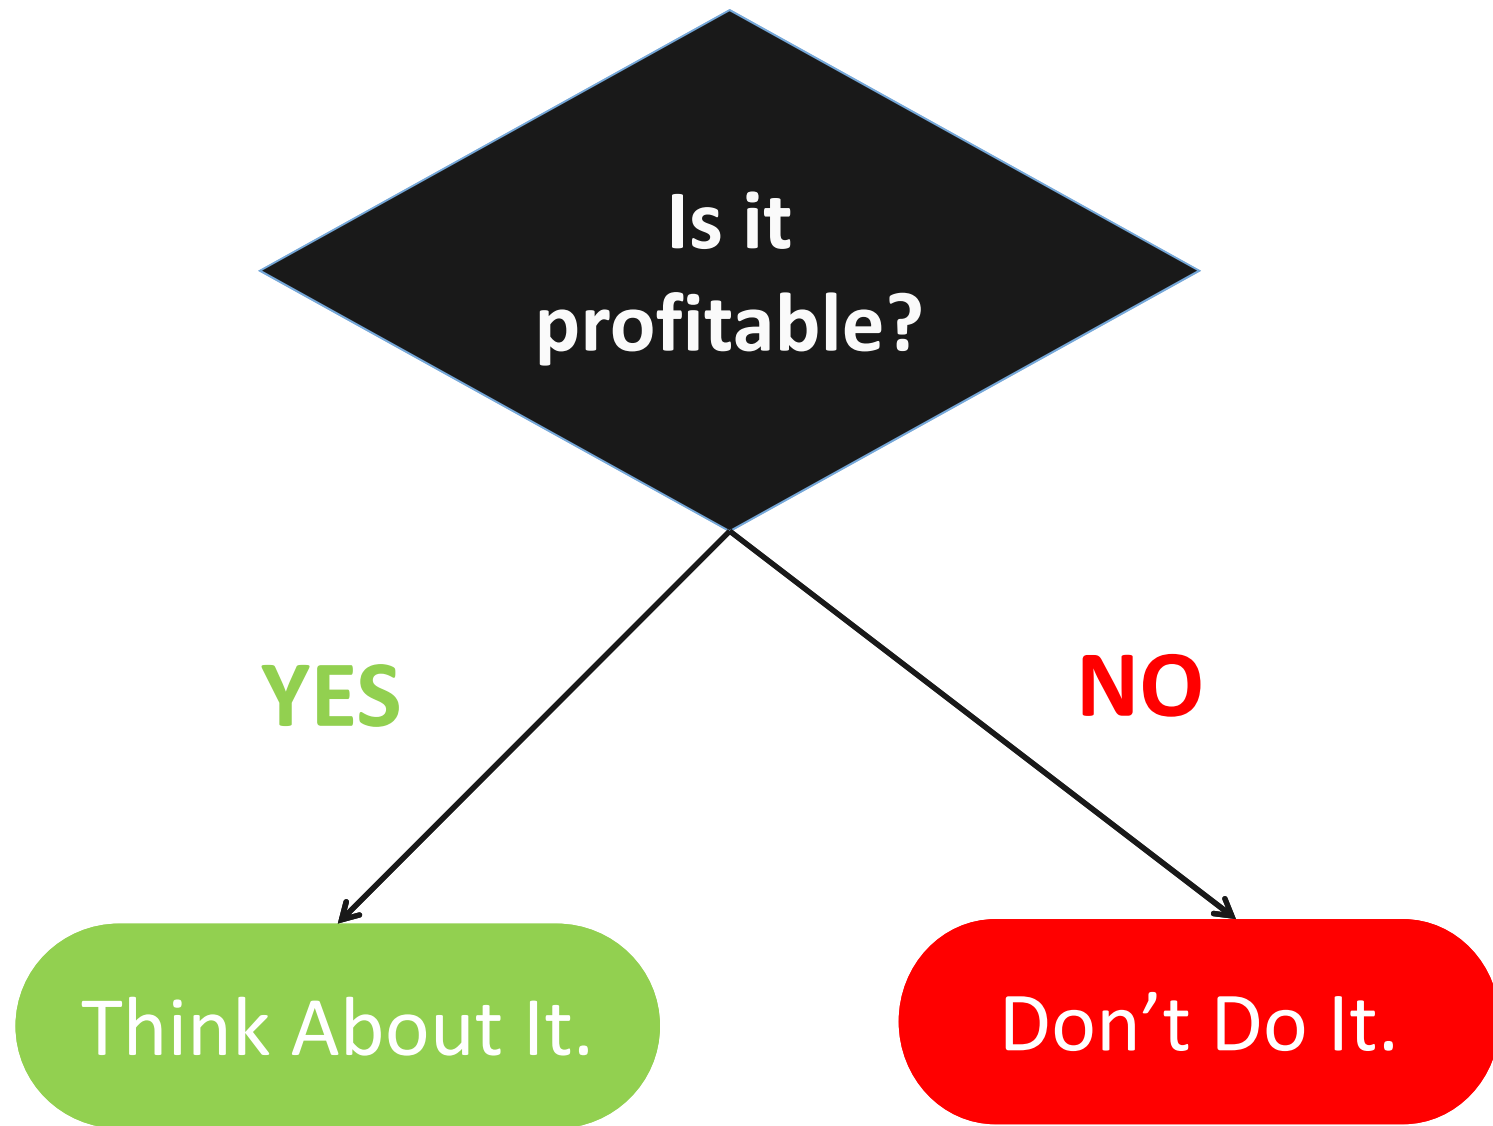 Is it
profitable?
YES
NO
Think About It.
Don’t Do It.